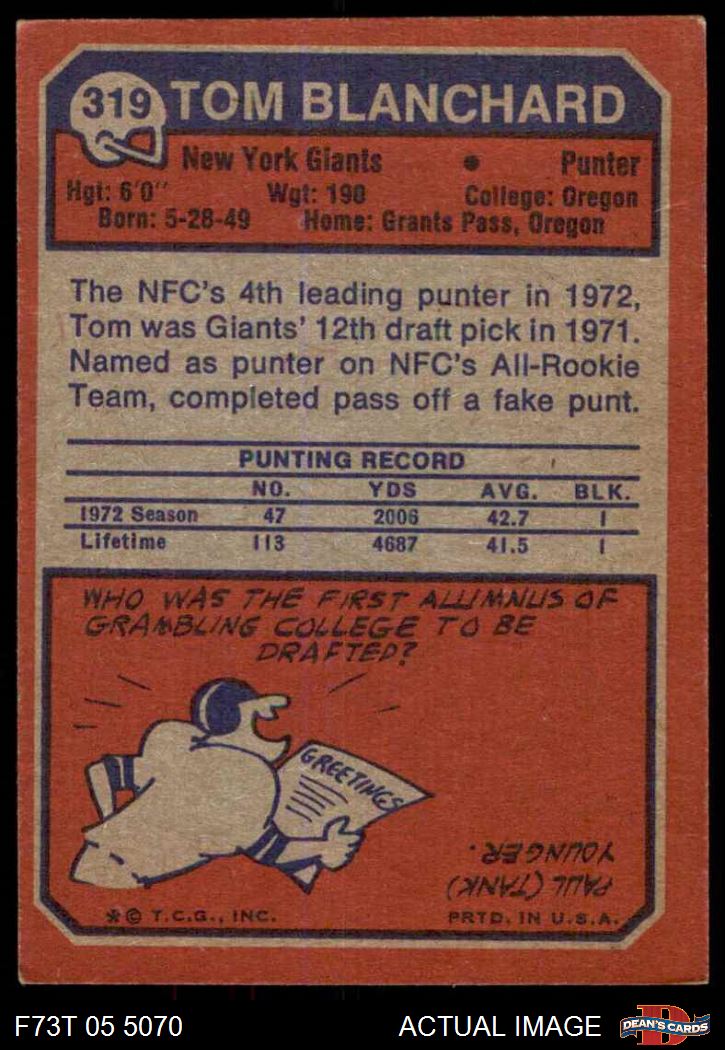 319 TOM BLANCHARD
New York Giants • Punter
Hgt: 6'0" Wgt: 190 College: Oregon
Born: 5-28-49 Home: Grants Pass, Oregon
The NFC's 4th leading punter in 1972,
Tom was Giants' 12th draft pick in 1971.
Named as punter on NFC's All-Rookie
Team, completed pass off a fake punt.
PUNTING RECORD
NO. YDS AVG. BLK.
1972 Season 47 2006 42.7 1
Lifetime 113 4687 41.5 1
WHO WAS THE FIRST ALUMNUS OF
GRAMBLING COLLEGE TO BE
DRAFTED?
GREETINGS
PAUL (TANK)
YOUNGER.
*© T.C.G., INC. PRTD. IN U.S.A.
F73T 05 5070 ACTUAL IMAGE
D
DEAN'S CARDS